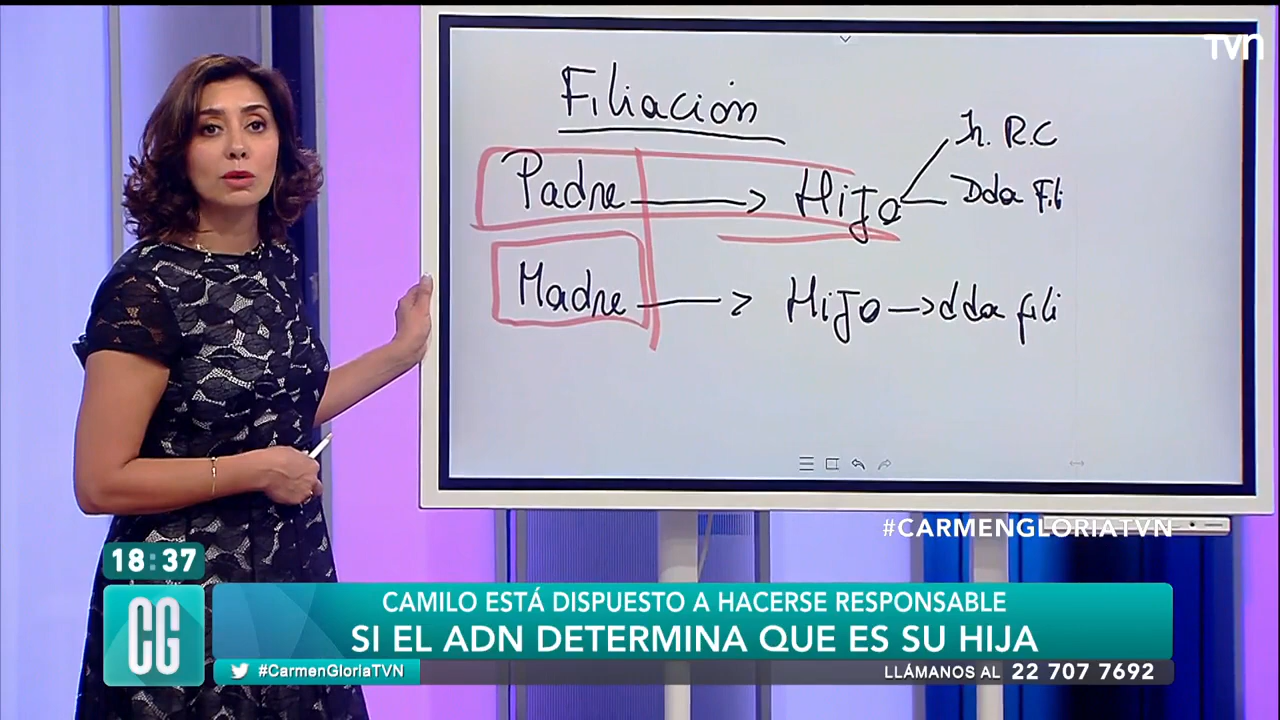 TVN
Filiación
Padre → Hijo
In. R.C
Dda Fili
Madre → Hijo → dda fili
#CARMENGLORIATVN
18:37
CG
CAMILO ESTÁ DISPUESTO A HACERSE RESPONSABLE
SI EL ADN DETERMINA QUE ES SU HIJA
#CarmenGloriaTVN
LLÁMANOS AL 22 707 7692